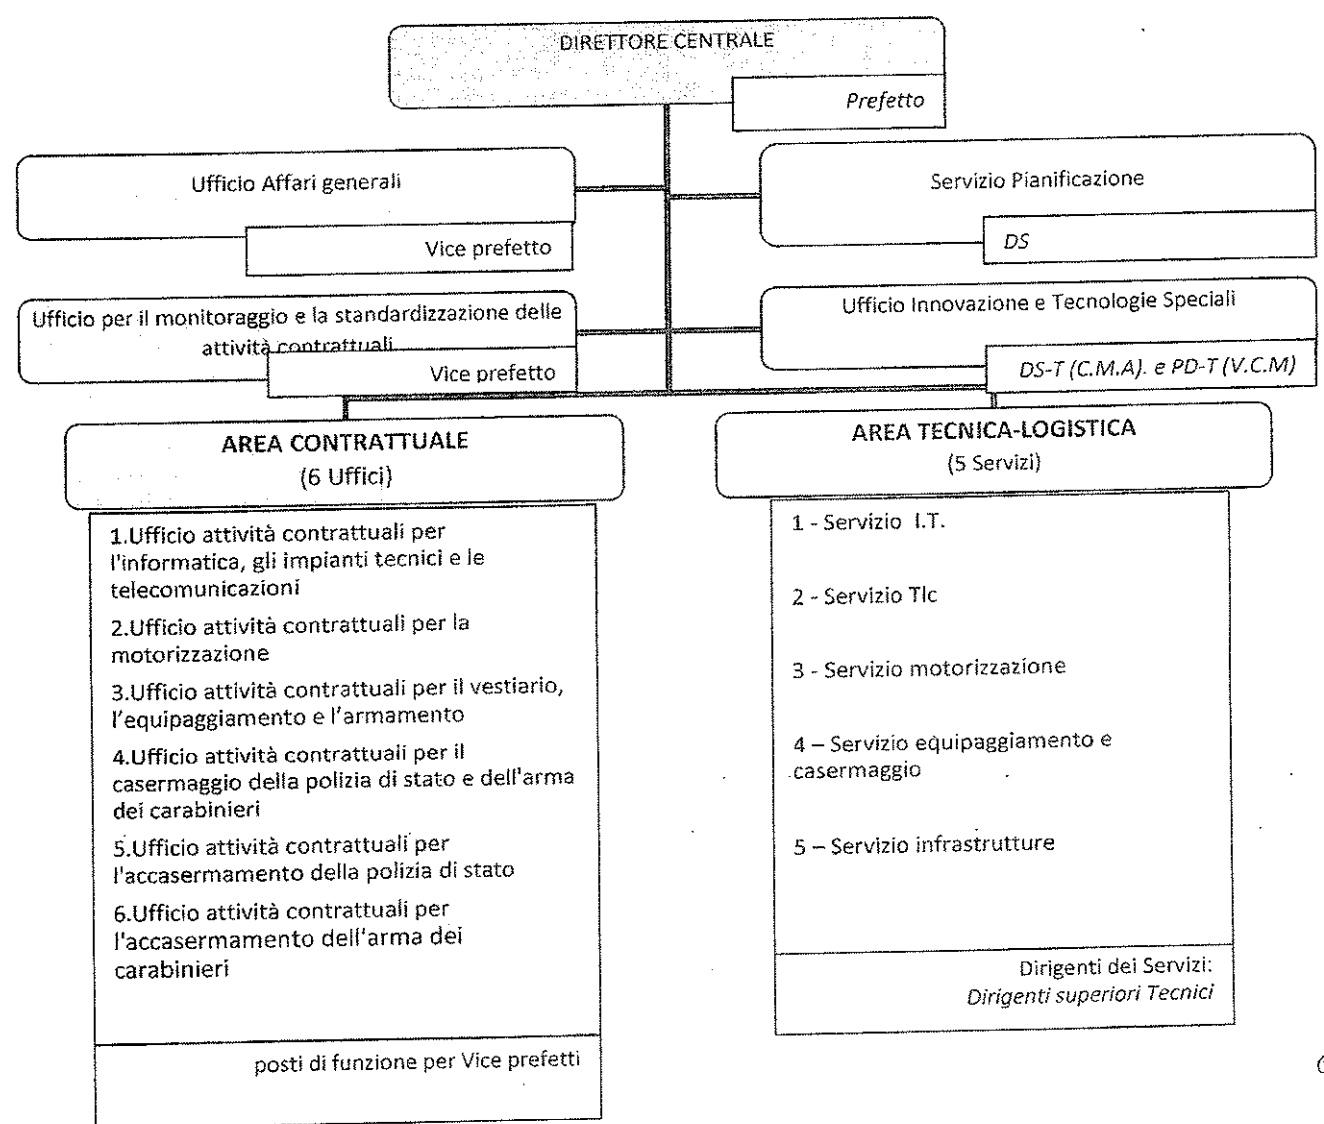 DIRETTORE CENTRALE
Prefetto
Ufficio Affari generali
Vice prefetto
Servizio Pianificazione
DS
Ufficio per il monitoraggio e la standardizzazione delle
attività contrattuali
Vice prefetto
Ufficio Innovazione e Tecnologie Speciali
DS-T (C.M.A). e PD-T (V.C.M)
AREA CONTRATTUALE
(6 Uffici)
1.Ufficio attività contrattuali per
l'informatica, gli impianti tecnici e le
telecomunicazioni
2.Ufficio attività contrattuali per la
motorizzazione
3.Ufficio attività contrattuali per il vestiario,
l'equipaggiamento e l'armamento
4.Ufficio attività contrattuali per il
casermaggio della polizia di stato e dell'arma
dei carabinieri
5.Ufficio attività contrattuali per
l'accasermamento della polizia di stato
6.Ufficio attività contrattuali per
l'accasermamento dell'arma dei
carabinieri
posti di funzione per Vice prefetti
AREA TECNICA-LOGISTICA
(5 Servizi)
1 - Servizio I.T.
2 - Servizio Tlc
3 - Servizio motorizzazione
4 – Servizio equipaggiamento e
casermaggio
5 – Servizio infrastrutture
Dirigenti dei Servizi:
Dirigenti superiori Tecnici